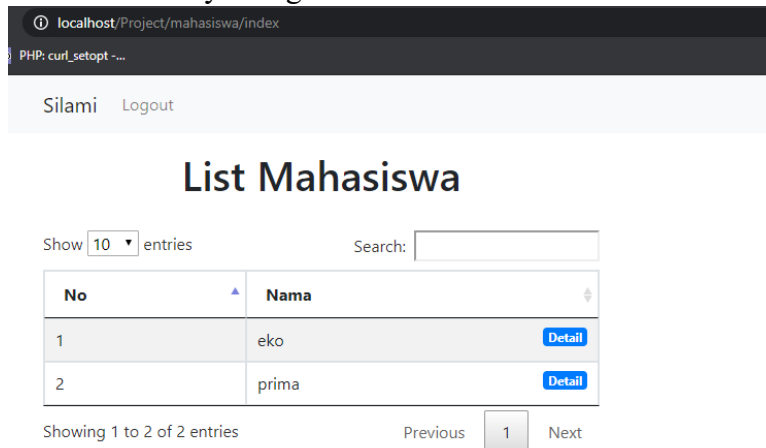 localhost/Project/mahasiswa/index
PHP: curl_setopt -...
Silami Logout
List Mahasiswa
Show 10 entries Search:
No Nama
1 eko Detail
2 prima Detail
Showing 1 to 2 of 2 entries Previous 1 Next